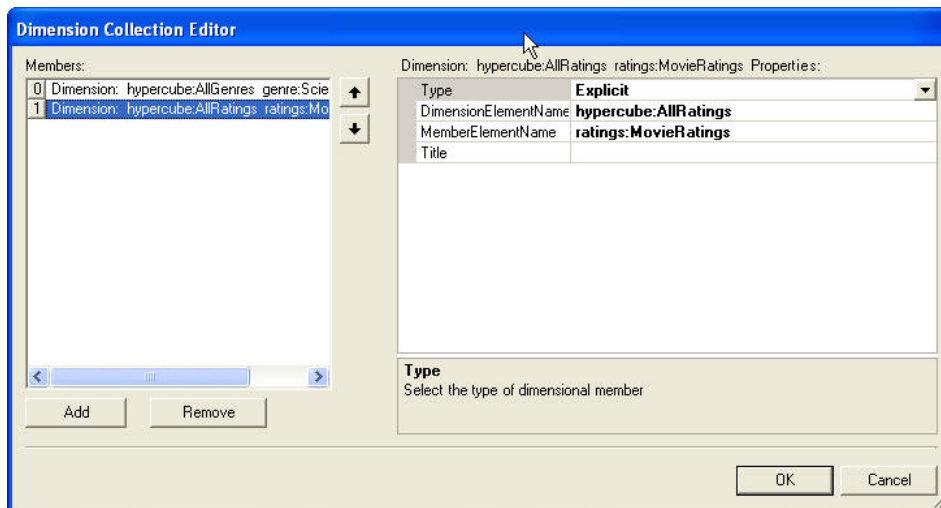 Dimension Collection Editor
Members:
0 Dimension: hypercube:AllGenres genre:Scie
1 Dimension: hypercube:AllRatings ratings:Mo
Add
Remove
Dimension: hypercube:AllRatings ratings:MovieRatings Properties:
Type Explicit
DimensionElementName hypercube:AllRatings
MemberElementName ratings:MovieRatings
Title
Type
Select the type of dimensional member
OK
Cancel